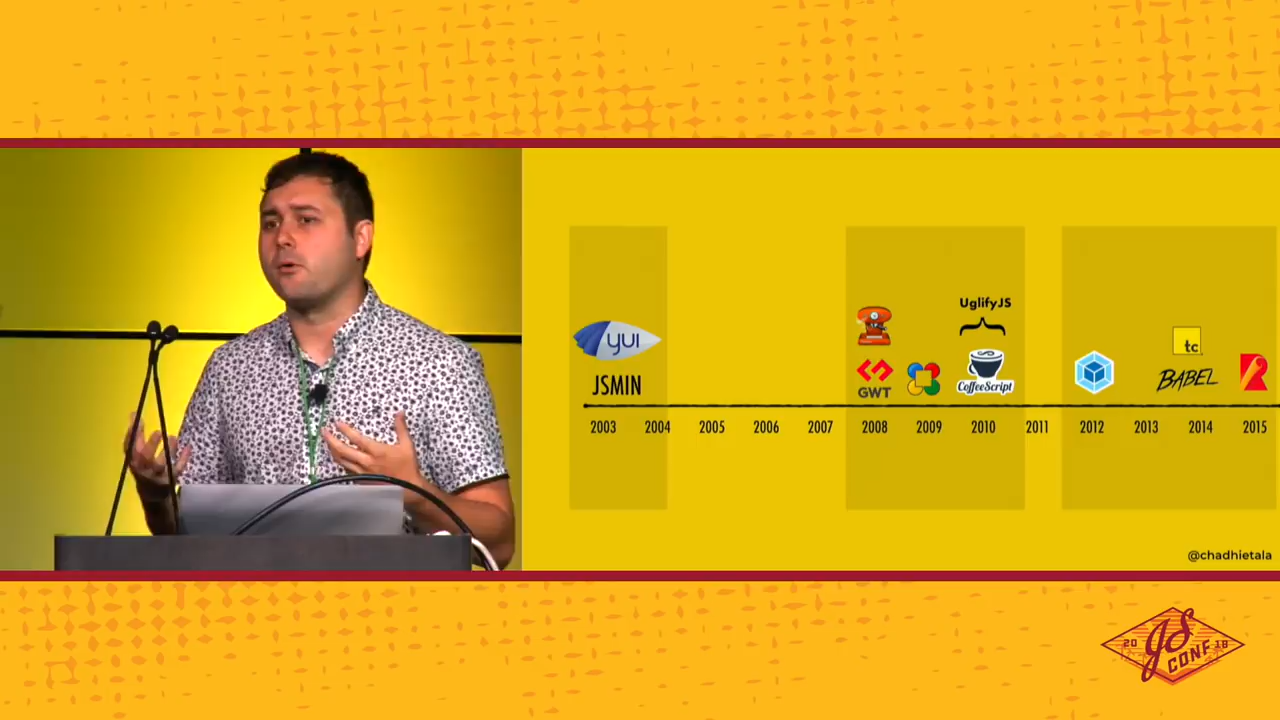 UglifyJS
YUI
JSMIN
GWT
CoffeeScript
tc
BABEL
2003 2004 2005 2006 2007 2008 2009 2010 2011 2012 2013 2014 2015
@chadhietala
20 JS CONF 18